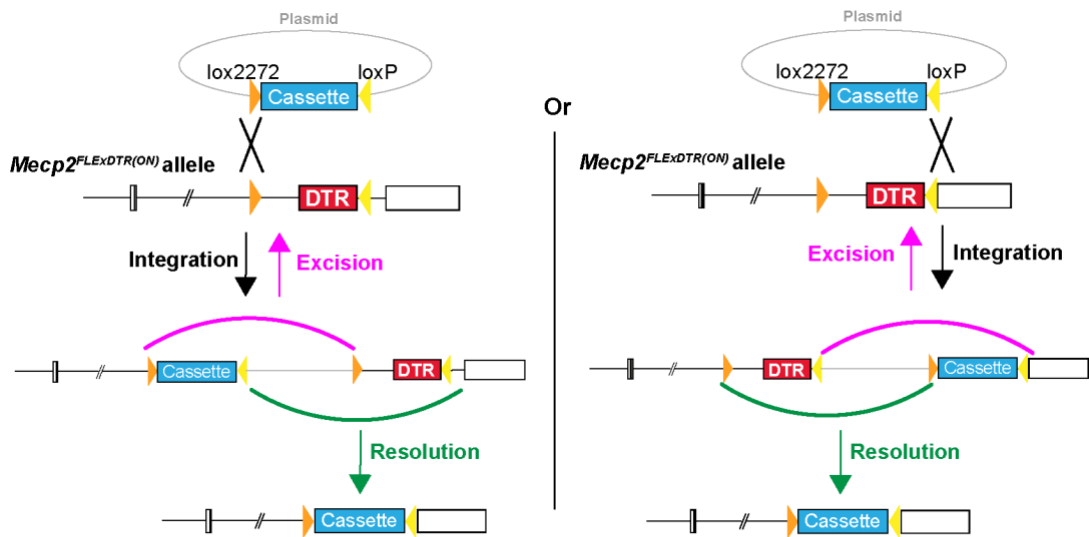 Plasmid
lox2272 loxP
Cassette
Mecp2FLExDTR(ON) allele
DTR
Integration
Excision
Cassette
DTR
Resolution
Cassette
Or
Plasmid
lox2272 loxP
Cassette
Mecp2FLExDTR(ON) allele
DTR
Excision
Integration
DTR
Cassette
Resolution
Cassette